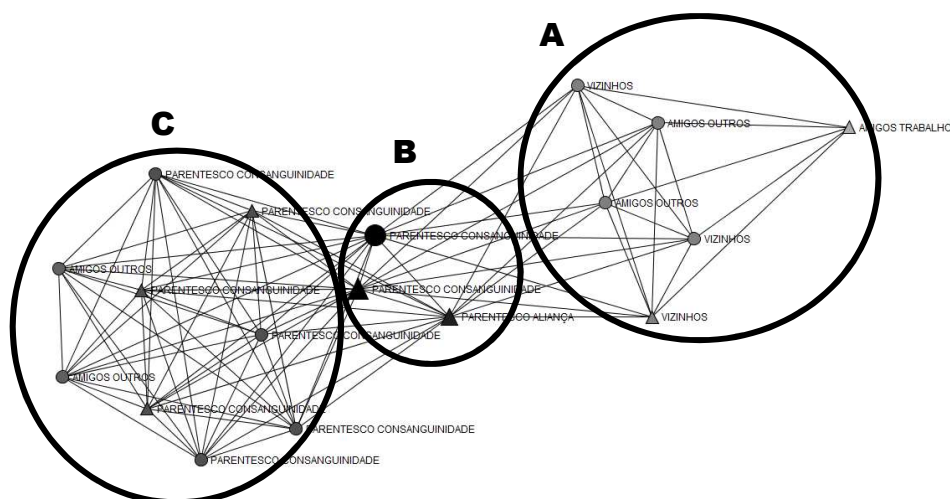 A
VIZINHOS
AMIGOS OUTROS
AMIGOS TRABALHO
C
B
PARENTESCO CONSANGUINIDADE
AMIGOS OUTROS
PARENTESCO CONSANGUINIDADE
PARENTESCO CONSANGUINIDADE
VIZINHOS
AMIGOS OUTROS
PARENTESCO CONSANGUINIDADE
PARENTESCO CONSANGUINIDADE
PARENTESCO ALIANÇA
VIZINHOS
PARENTESCO CONSANGUINIDADE
AMIGOS OUTROS
PARENTESCO CONSANGUINIDADE
PARENTESCO CONSANGUINIDADE
PARENTESCO CONSANGUINIDADE